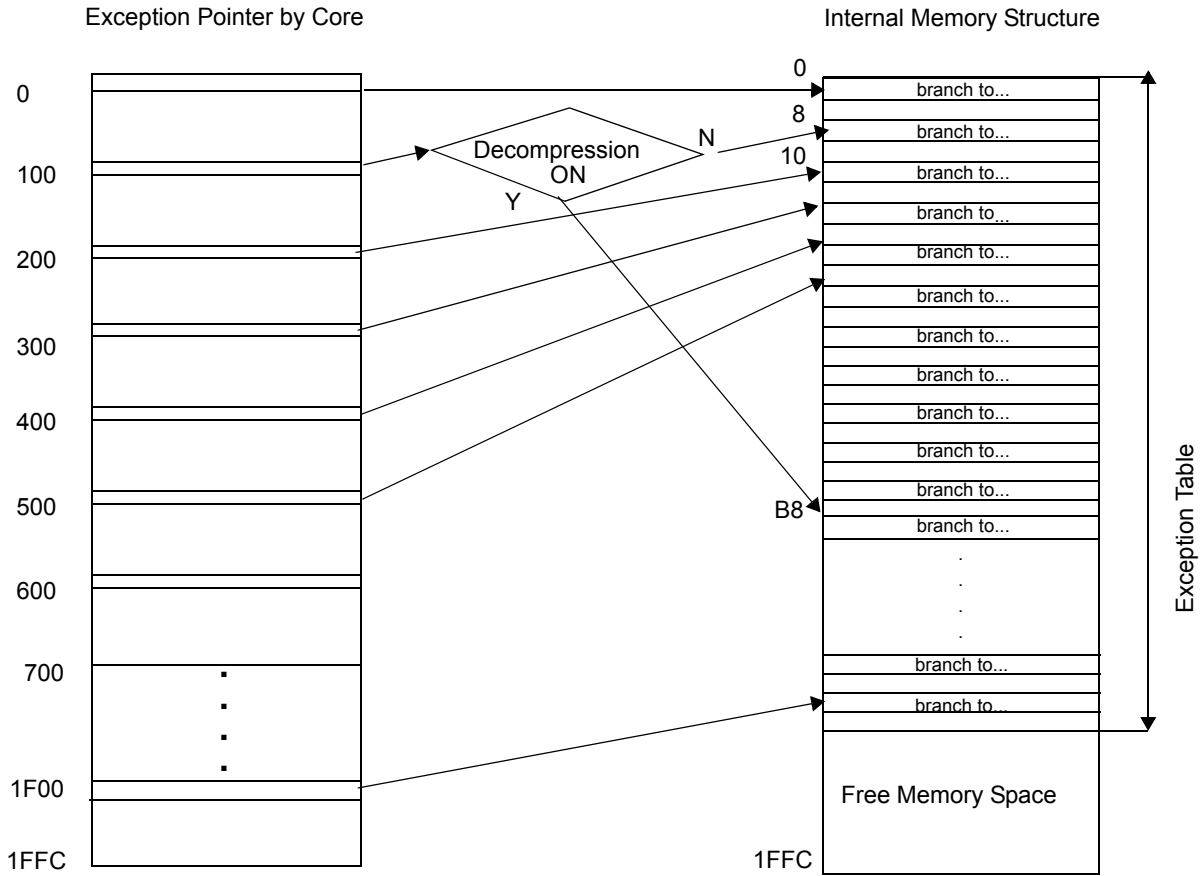 Exception Pointer by Core
0
100
200
300
400
500
600
700
1F00
1FFC
Decompression
ON
N
Y
Internal Memory Structure
0
8
10
B8
1FFC
branch to...
branch to...
branch to...
branch to...
branch to...
branch to...
branch to...
branch to...
branch to...
branch to...
branch to...
branch to...
branch to...
branch to...
Free Memory Space
Exception Table